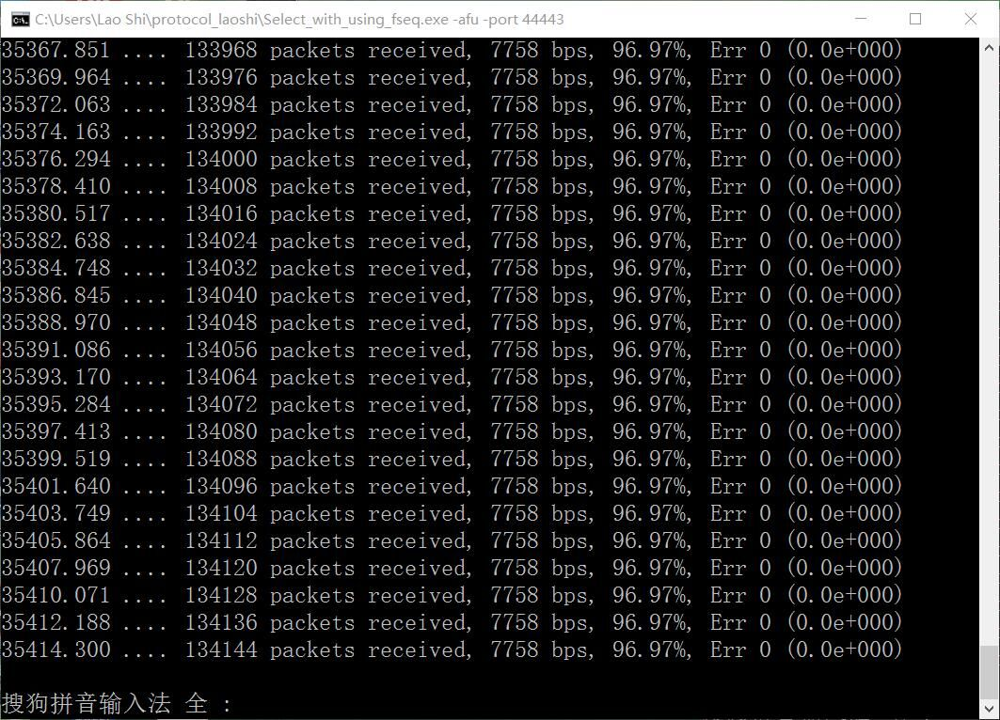 C:\Users\Lao Shi\protocol_laoshi\Select_with_using_fseq.exe -afu -port 44443
35367.851 .... 133968 packets received, 7758 bps, 96.97%, Err 0 (0.0e+000)
35369.964 .... 133976 packets received, 7758 bps, 96.97%, Err 0 (0.0e+000)
35372.063 .... 133984 packets received, 7758 bps, 96.97%, Err 0 (0.0e+000)
35374.163 .... 133992 packets received, 7758 bps, 96.97%, Err 0 (0.0e+000)
35376.294 .... 134000 packets received, 7758 bps, 96.97%, Err 0 (0.0e+000)
35378.410 .... 134008 packets received, 7758 bps, 96.97%, Err 0 (0.0e+000)
35380.517 .... 134016 packets received, 7758 bps, 96.97%, Err 0 (0.0e+000)
35382.638 .... 134024 packets received, 7758 bps, 96.97%, Err 0 (0.0e+000)
35384.748 .... 134032 packets received, 7758 bps, 96.97%, Err 0 (0.0e+000)
35386.845 .... 134040 packets received, 7758 bps, 96.97%, Err 0 (0.0e+000)
35388.970 .... 134048 packets received, 7758 bps, 96.97%, Err 0 (0.0e+000)
35391.086 .... 134056 packets received, 7758 bps, 96.97%, Err 0 (0.0e+000)
35393.170 .... 134064 packets received, 7758 bps, 96.97%, Err 0 (0.0e+000)
35395.284 .... 134072 packets received, 7758 bps, 96.97%, Err 0 (0.0e+000)
35397.413 .... 134080 packets received, 7758 bps, 96.97%, Err 0 (0.0e+000)
35399.519 .... 134088 packets received, 7758 bps, 96.97%, Err 0 (0.0e+000)
35401.640 .... 134096 packets received, 7758 bps, 96.97%, Err 0 (0.0e+000)
35403.749 .... 134104 packets received, 7758 bps, 96.97%, Err 0 (0.0e+000)
35405.864 .... 134112 packets received, 7758 bps, 96.97%, Err 0 (0.0e+000)
35407.969 .... 134120 packets received, 7758 bps, 96.97%, Err 0 (0.0e+000)
35410.071 .... 134128 packets received, 7758 bps, 96.97%, Err 0 (0.0e+000)
35412.188 .... 134136 packets received, 7758 bps, 96.97%, Err 0 (0.0e+000)
35414.300 .... 134144 packets received, 7758 bps, 96.97%, Err 0 (0.0e+000)
搜狗拼音输入法 全 :